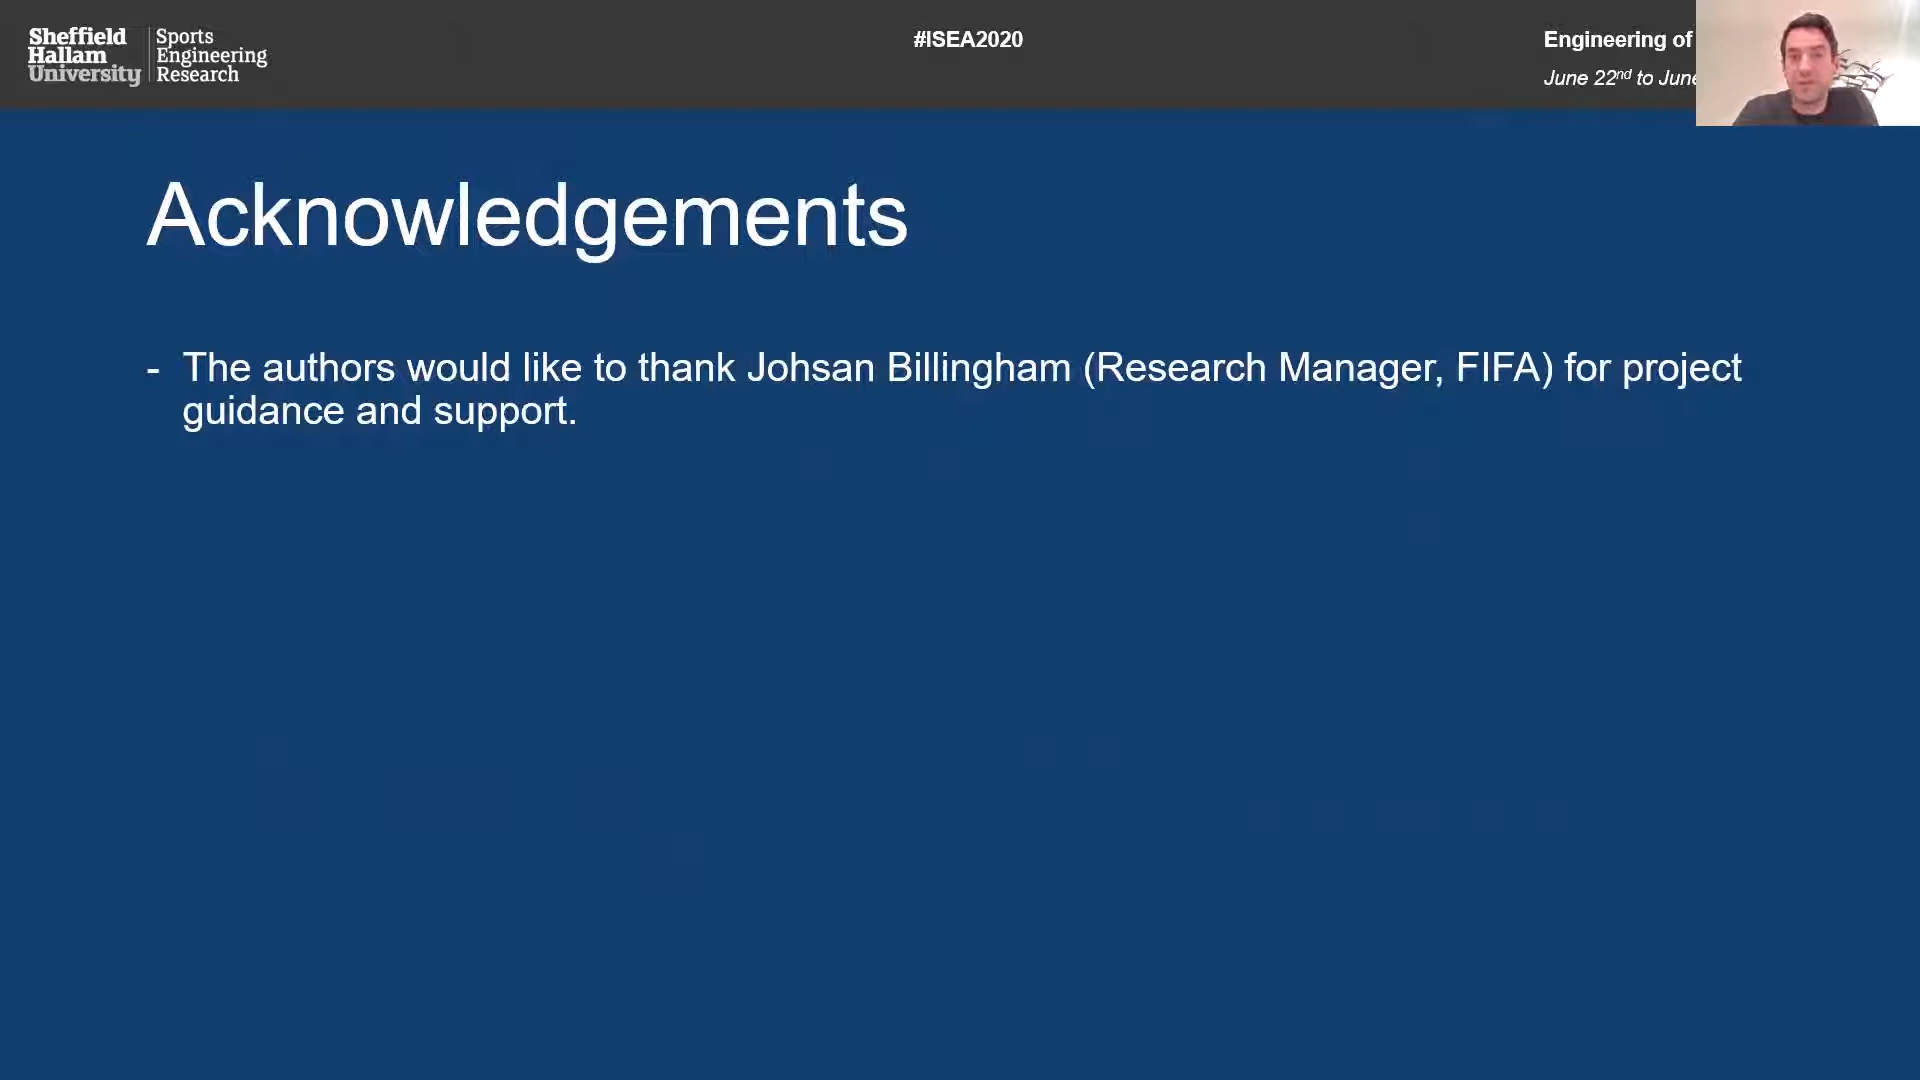 Sheffield
Hallam
University
Sports
Engineering
Research
#ISEA2020
Engineering of
June 22nd to June
Acknowledgements
- The authors would like to thank Johsan Billingham (Research Manager, FIFA) for project
guidance and support.